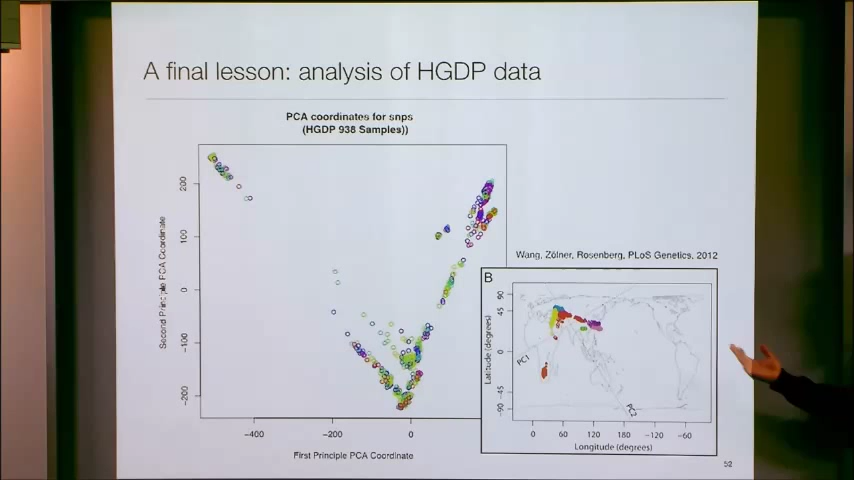 A final lesson: analysis of HGDP data
PCA coordinates for snps
(HGDP 938 Samples))
Second Principle PCA Coordinate
200
100
0
−100
−200
−400
−200
0
First Principle PCA Coordinate
Wang, Zölner, Rosenberg, PLoS Genetics, 2012
B
Latitude (degrees)
90
45
0
−45
−90
PC1
PC2
0 60 120 180 −120 −60
Longitude (degrees)
52